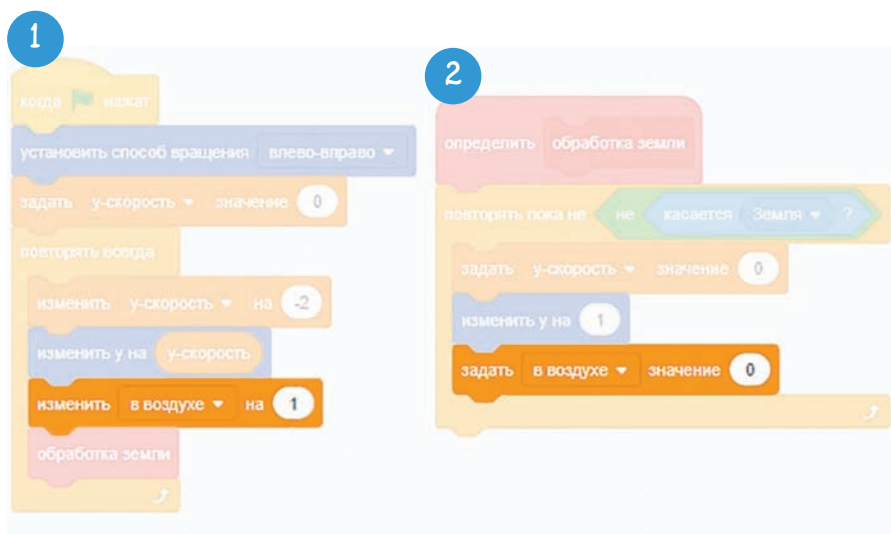 1
когда нажат
установить способ вращения влево-вправо
задать y-скорость значение 0
повторять всегда
изменить y-скорость на -2
изменить y на y-скорость
изменить в воздухе на 1
обработка земли
2
определить обработка земли
повторять пока не не касается Земля ?
задать y-скорость значение 0
изменить y на 1
задать в воздухе значение 0